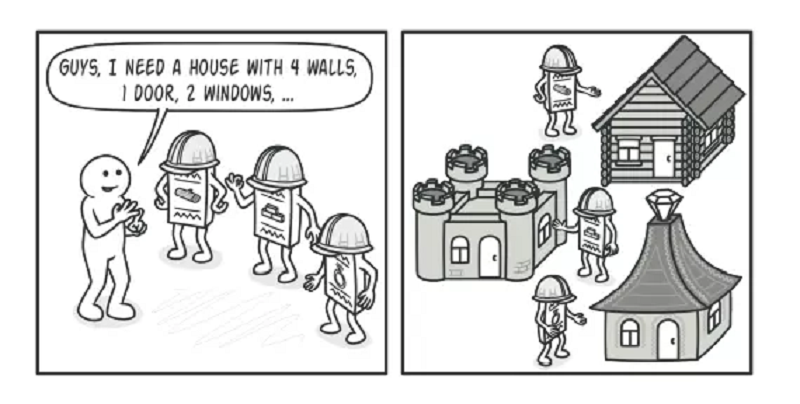 GUYS, I NEED A HOUSE WITH 4 WALLS,
1 DOOR, 2 WINDOWS, ...